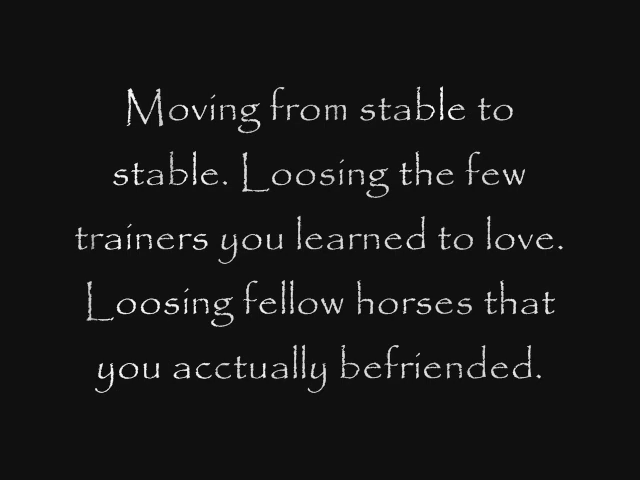 Moving from stable to
stable. Loosing the few
trainers you learned to love.
Loosing fellow horses that
you acctually befriended.